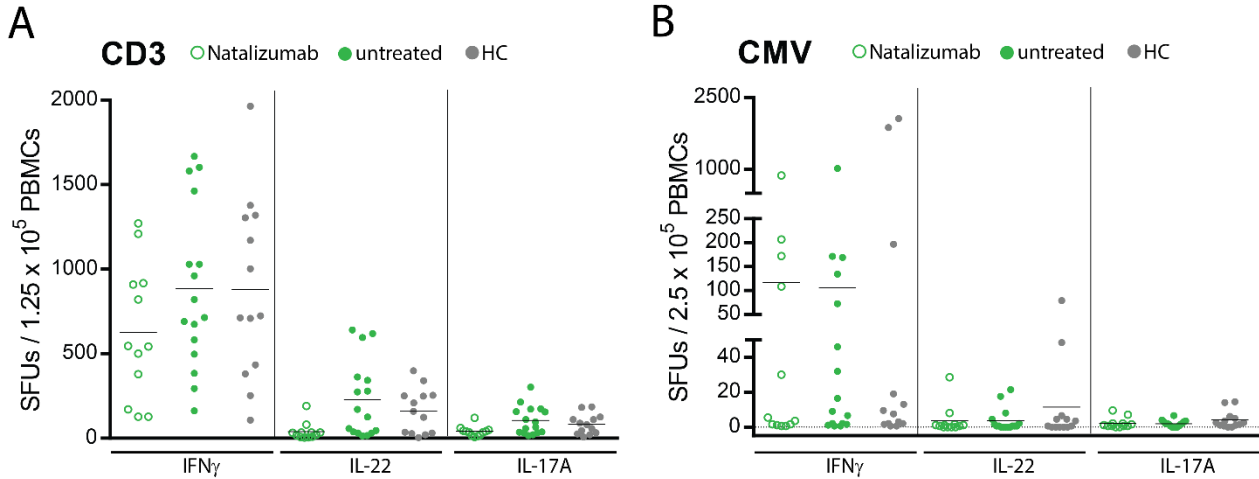 A
CD3 Natalizumab untreated HC
SFUs / 1.25 x 10⁵ PBMCs
2000
1500
1000
500
0
IFNγ IL-22 IL-17A
B
CMV Natalizumab untreated HC
SFUs / 2.5 x 10⁵ PBMCs
2500
1000
250
200
150
100
50
40
20
0
IFNγ IL-22 IL-17A